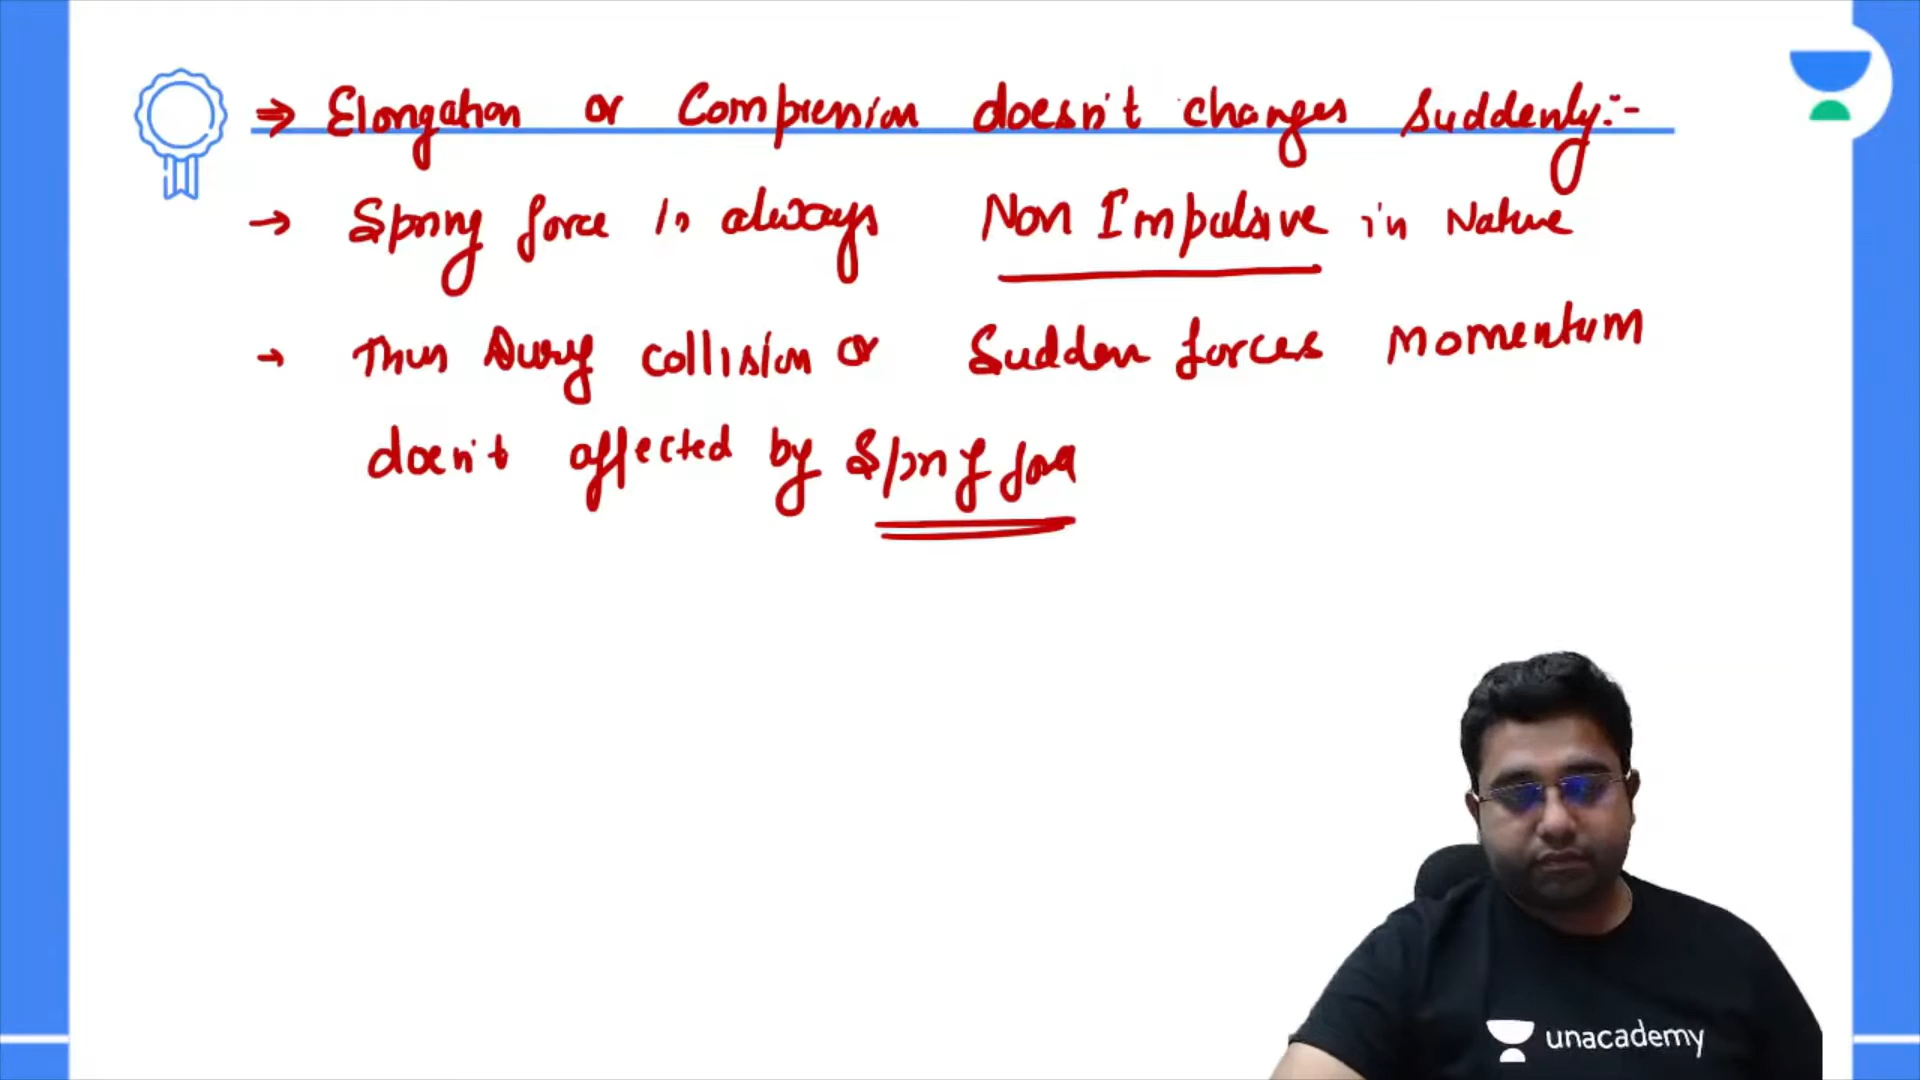 ⇒ Elongation or Compression doesn't changes Suddenly:-
→ Spring force is always Non Impulsive in Nature
→ Thus During collision or Sudden forces Momentum
doesn't affected by Spring force
unacademy